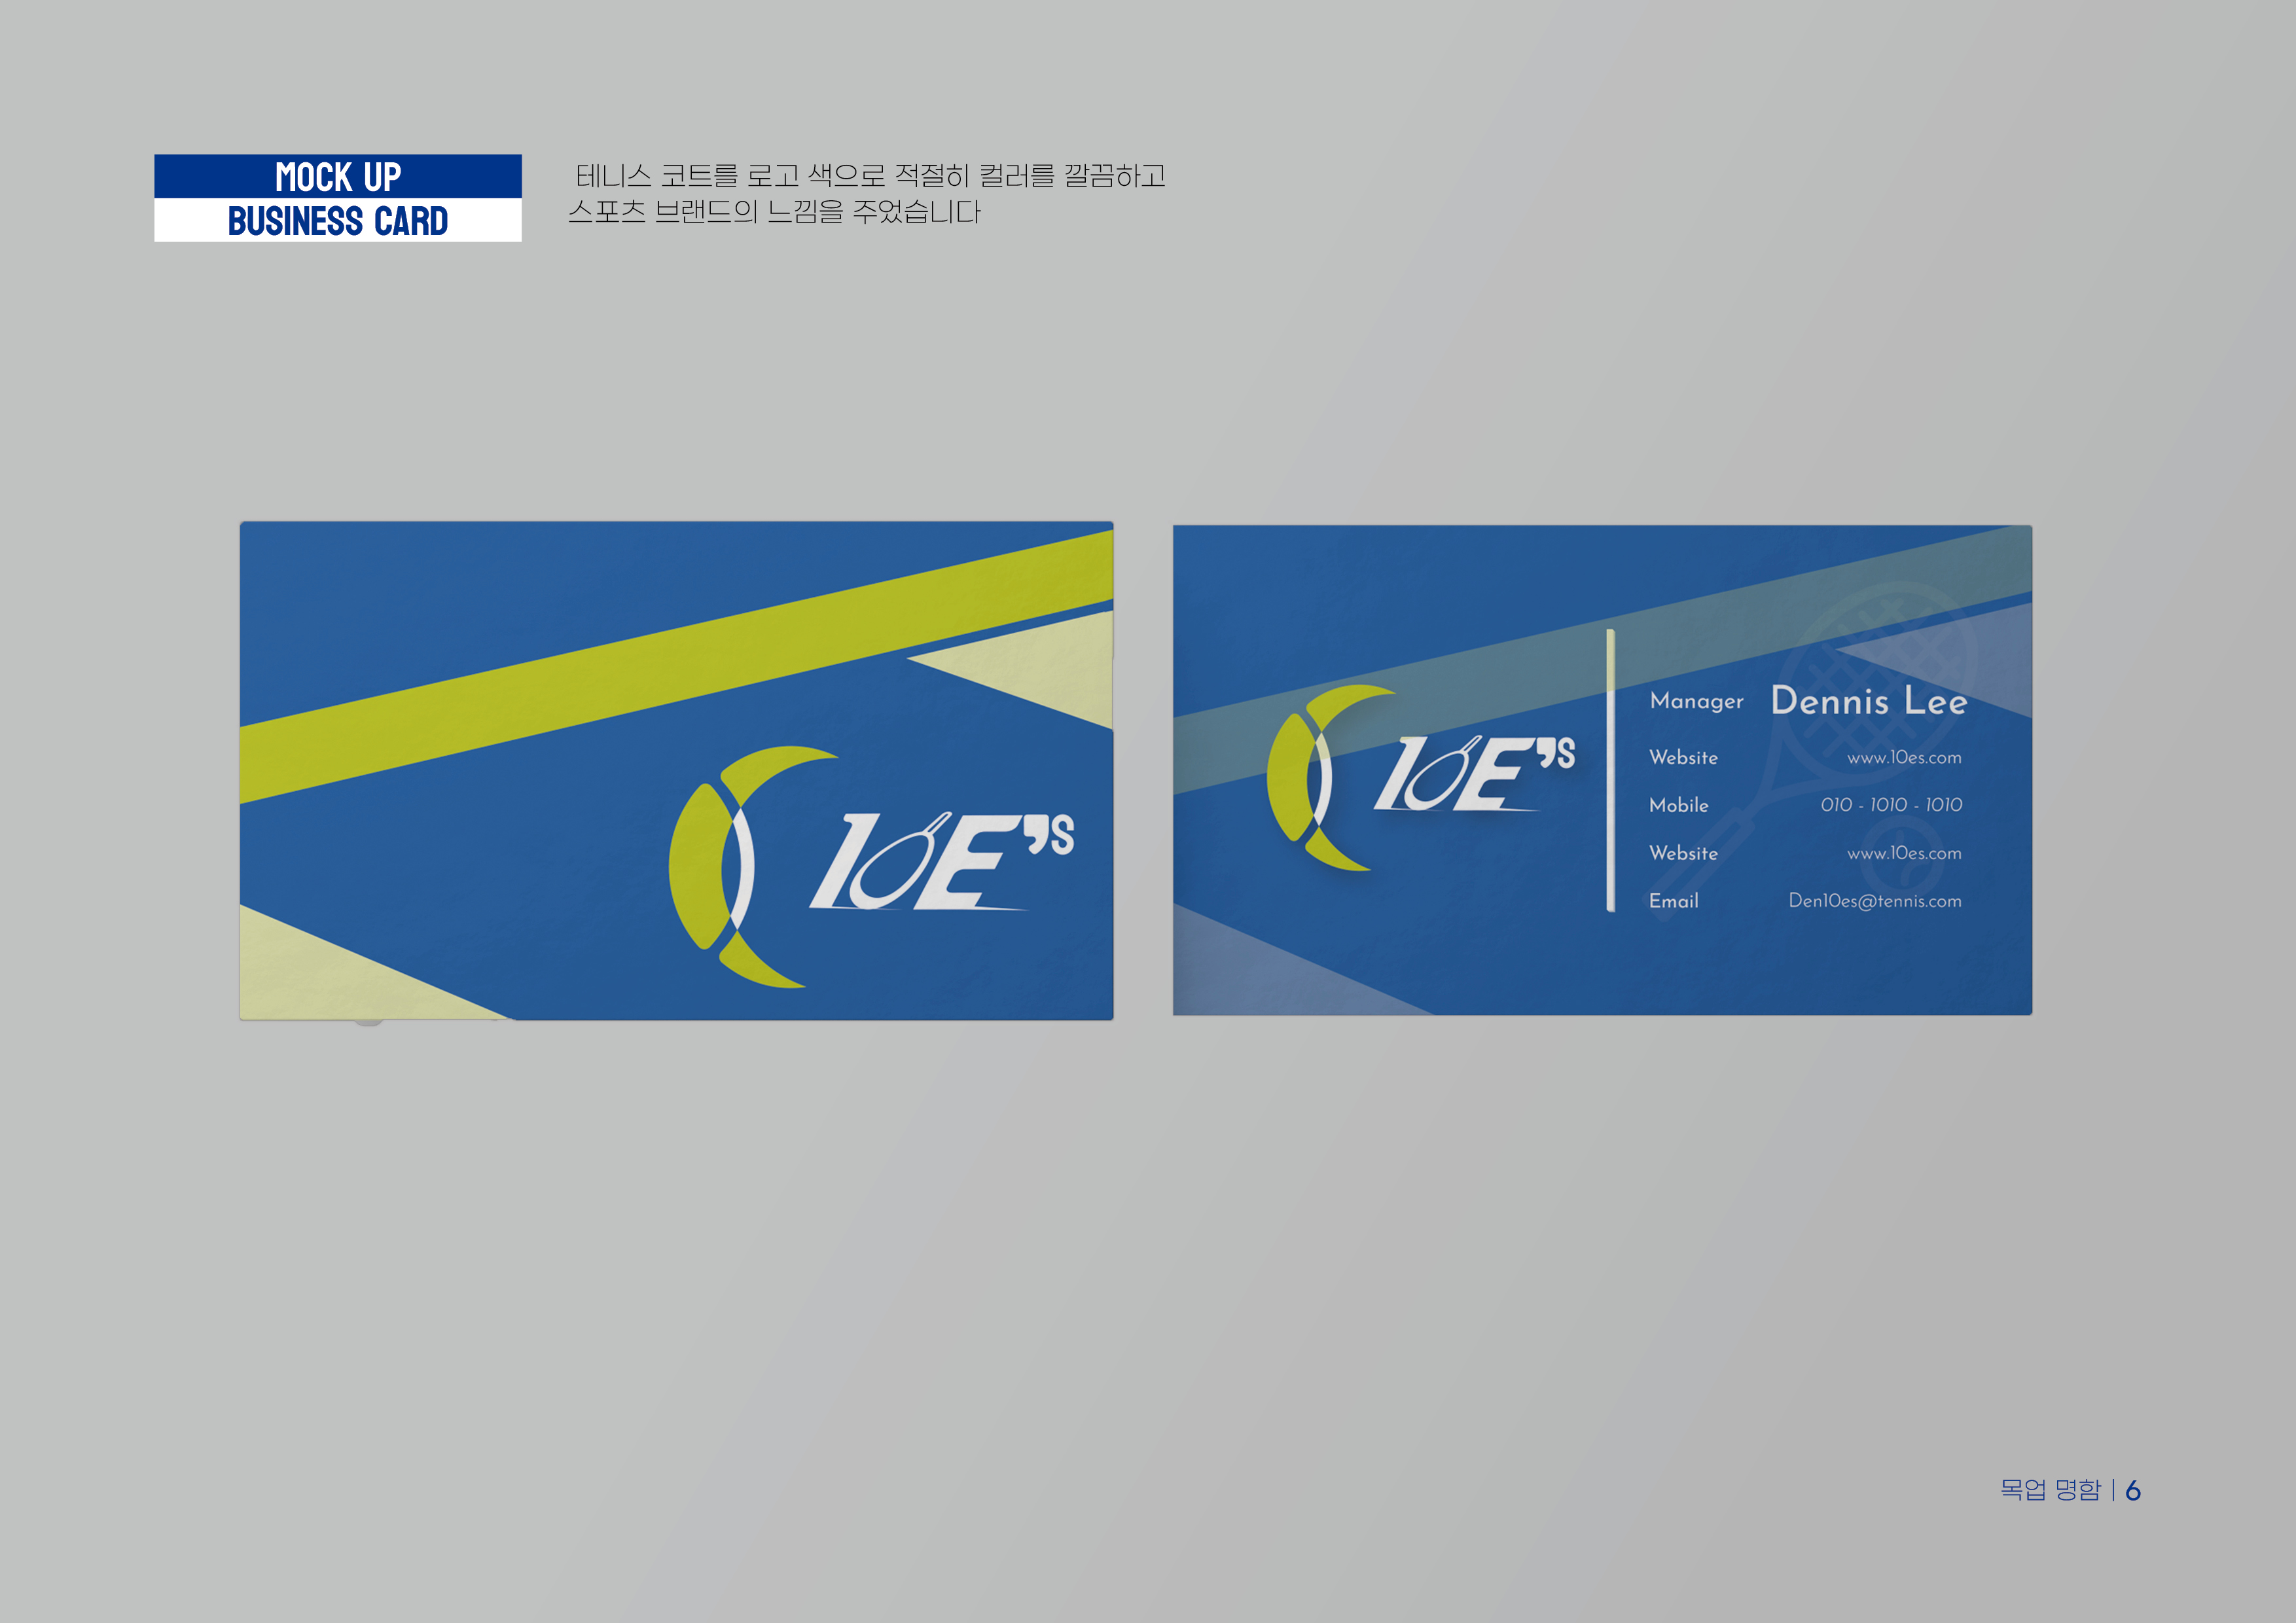 MOCK UP
BUSINESS CARD
테니스 코트를 로고 색으로 적절히 컬러를 깔끔하고
스포츠 브랜드의 느낌을 주었습니다
10E'S
10E'S
Manager Dennis Lee
Website www.10es.com
Mobile 010 - 1010 - 1010
Website www.10es.com
Email Den10es@tennis.com
목업 명함 | 6